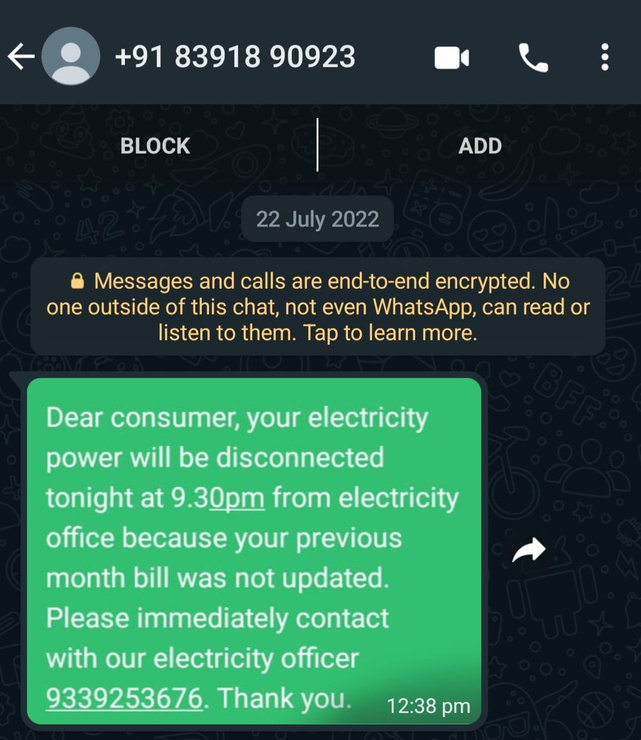 +91 83918 90923
BLOCK
ADD
22 July 2022
Messages and calls are end-to-end encrypted. No
one outside of this chat, not even WhatsApp, can read or
listen to them. Tap to learn more.
Dear consumer, your electricity
power will be disconnected
tonight at 9.30pm from electricity
office because your previous
month bill was not updated.
Please immediately contact
with our electricity officer
9339253676. Thank you.
12:38 pm